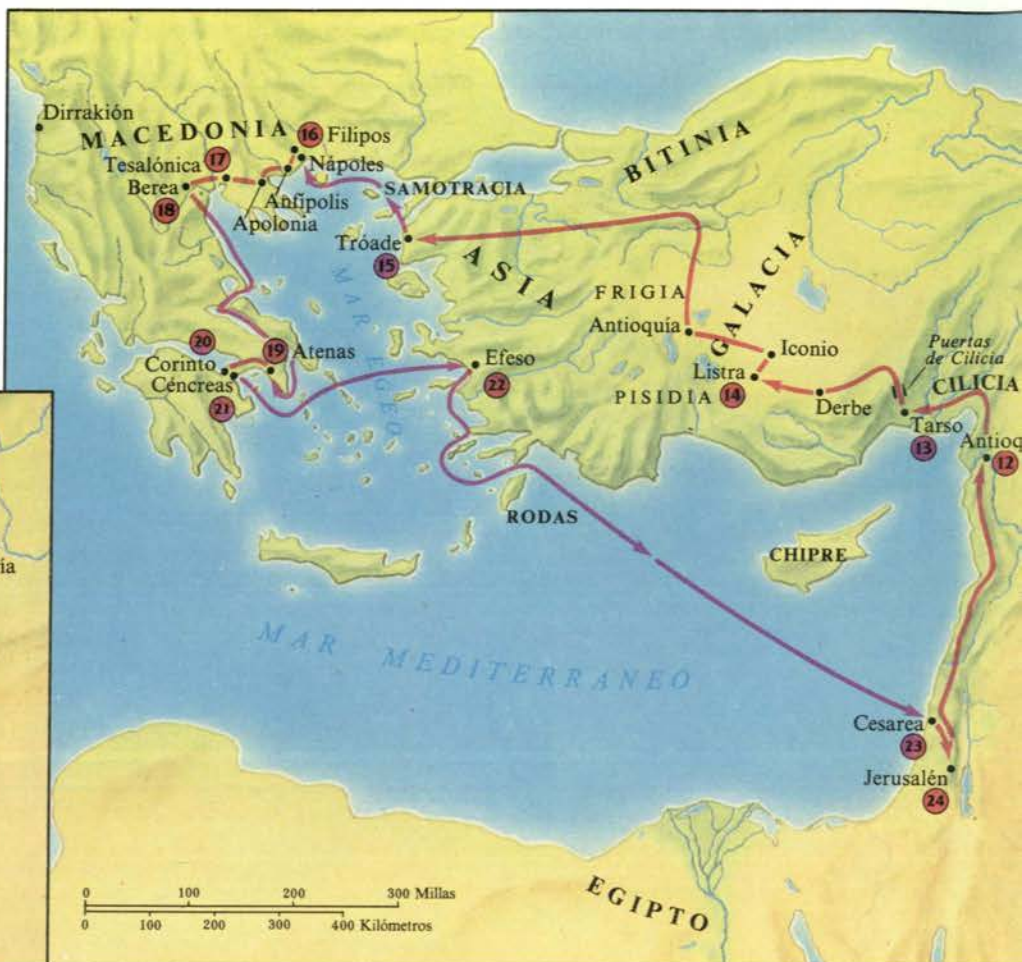 Dirrakión
MACEDONIA
16 Filipos
17
Tesalónica
Nápoles
Berea
18
Anfípolis
Apolonia
SAMOTRACIA
BITINIA
Tróade
15
ASIA
MAR EGEO
FRIGIA
GALACIA
Antioquía
Iconio
Puertas
de Cilicia
Listra
14
PISIDIA
Derbe
CILICIA
Tarso
13
Antioq
12
20
19 Atenas
Corinto
Céncreas
21
Efeso
22
RODAS
CHIPRE
ía
MAR MEDITERRANEO
Cesarea
23
Jerusalén
24
EGIPTO
0 100 200 300 Millas
0 100 200 300 400 Kilómetros